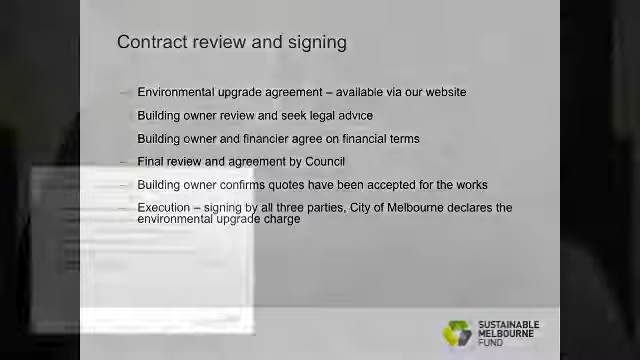 Contract review and signing
– Environmental upgrade agreement – available via our website
Building owner review and seek legal advice
Building owner and financier agree on financial terms
– Final review and agreement by Council
– Building owner confirms quotes have been accepted for the works
– Execution – signing by all three parties, City of Melbourne declares the
environmental upgrade charge
SUSTAINABLE
MELBOURNE
FUND